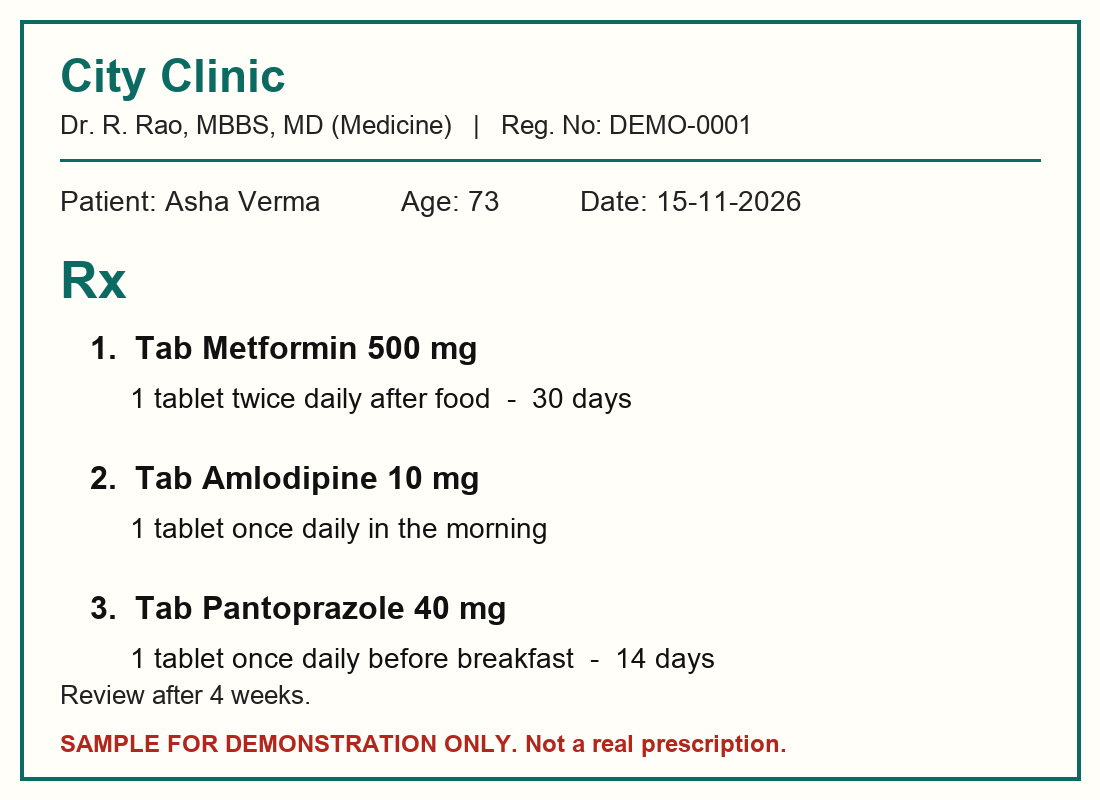 City Clinic
Dr. R. Rao, MBBS, MD (Medicine) | Reg. No: DEMO-0001
Patient: Asha Verma Age: 73 Date: 15-11-2026
Rx
1. Tab Metformin 500 mg
1 tablet twice daily after food - 30 days
2. Tab Amlodipine 10 mg
1 tablet once daily in the morning
3. Tab Pantoprazole 40 mg
1 tablet once daily before breakfast - 14 days
Review after 4 weeks.
SAMPLE FOR DEMONSTRATION ONLY. Not a real prescription.